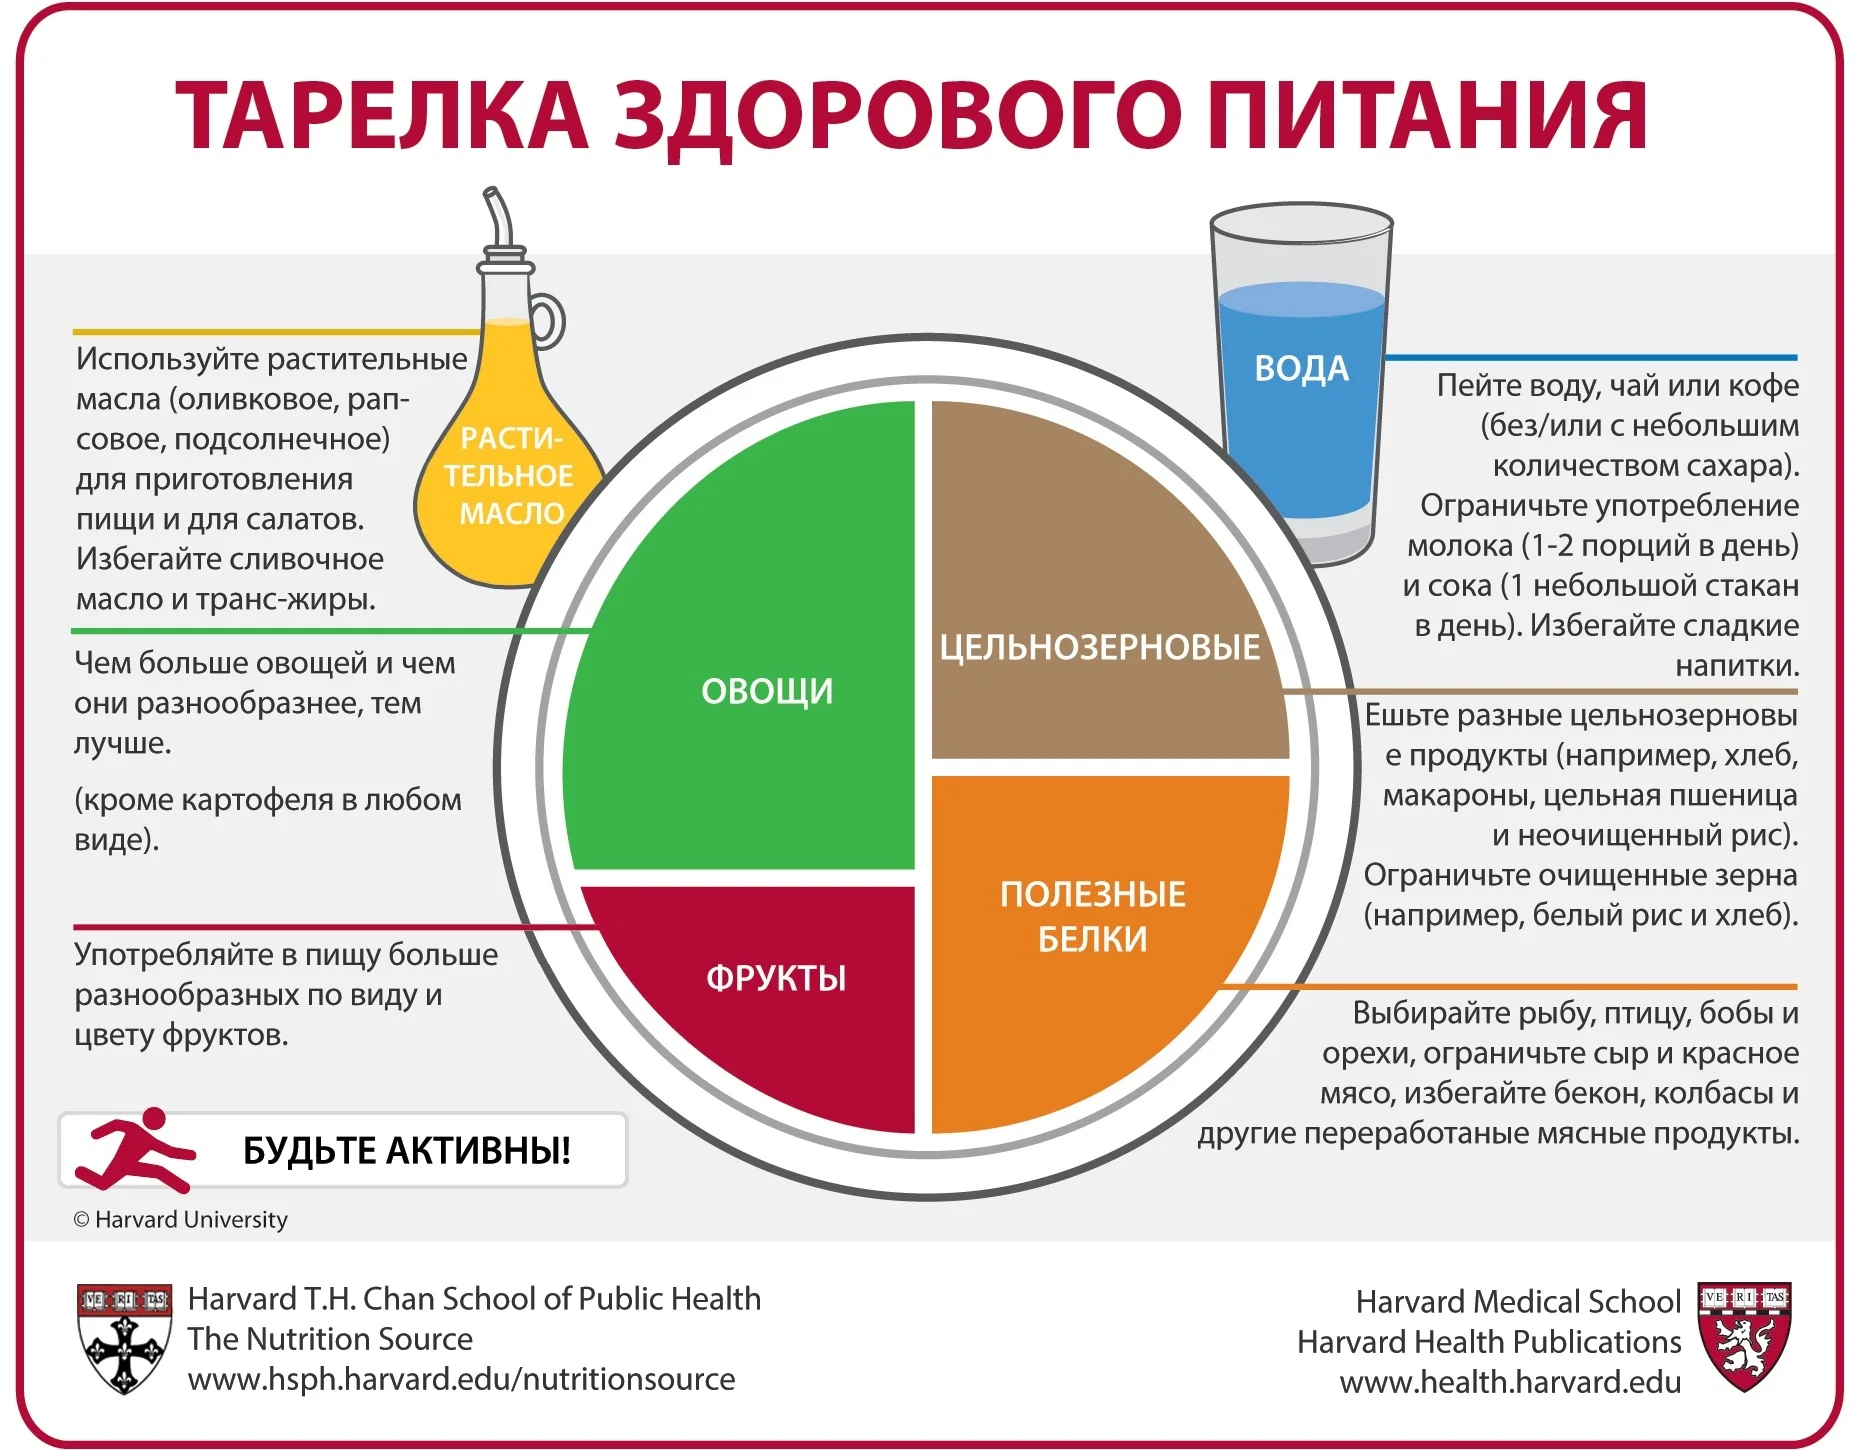 ТАРЕЛКА ЗДОРОВОГО ПИТАНИЯ
Используйте растительные
масла (оливковое, рап-
совое, подсолнечное)
для приготовления
пищи и для салатов.
Избегайте сливочное
масло и транс-жиры.
РАСТИ-
ТЕЛЬНОЕ
МАСЛО
ВОДА
Пейте воду, чай или кофе
(без/или с небольшим
количеством сахара).
Ограничьте употребление
молока (1-2 порций в день)
и сока (1 небольшой стакан
в день). Избегайте сладкие
напитки.
Чем больше овощей и чем
они разнообразнее, тем
лучше.
(кроме картофеля в любом
виде).
ОВОЩИ
ЦЕЛЬНОЗЕРНОВЫЕ
Ешьте разные цельнозерновы
е продукты (например, хлеб,
макароны, цельная пшеница
и неочищенный рис).
Ограничьте очищенные зерна
(например, белый рис и хлеб).
Употребляйте в пищу больше
разнообразных по виду и
цвету фруктов.
ФРУКТЫ
ПОЛЕЗНЫЕ
БЕЛКИ
Выбирайте рыбу, птицу, бобы и
орехи, ограничьте сыр и красное
мясо, избегайте бекон, колбасы и
другие переработаные мясные продукты.
БУДЬТЕ АКТИВНЫ!
© Harvard University
VE RI TAS
Harvard T.H. Chan School of Public Health
The Nutrition Source
www.hsph.harvard.edu/nutritionsource
Harvard Medical School
Harvard Health Publications
www.health.harvard.edu
VE RI TAS